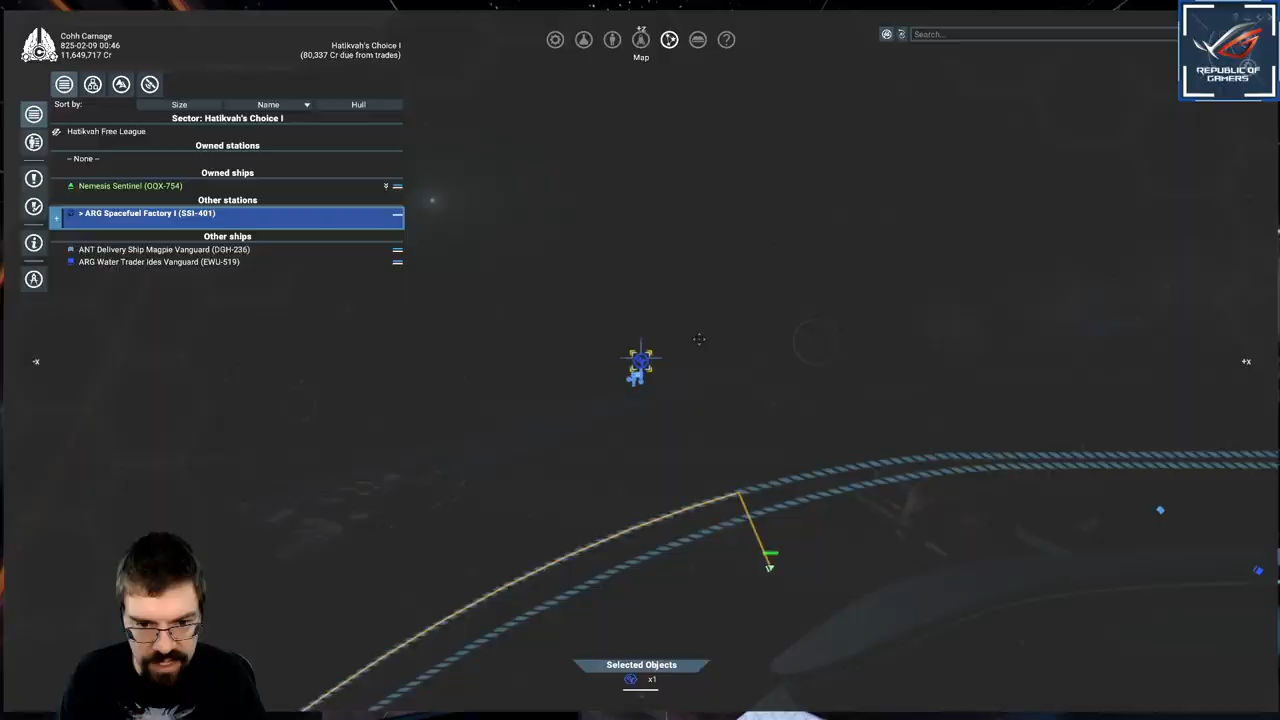 Cohh Carnage
825-02-09 00:46
11,649,717 Cr
Hatikvah's Choice I
(80,337 Cr due from trades)
Map
Search...
REPUBLIC OF
GAMERS
Sort by:
Size
Name
Hull
Sector: Hatikvah's Choice I
Hatikvah Free League
Owned stations
-- None --
Owned ships
Nemesis Sentinel (OQX-754)
Other stations
> ARG Spacefuel Factory I (SSI-401)
Other ships
ANT Delivery Ship Magpie Vanguard (DGH-236)
ARG Water Trader Ides Vanguard (EWU-519)
+Z
-X
+X
Selected Objects
x1